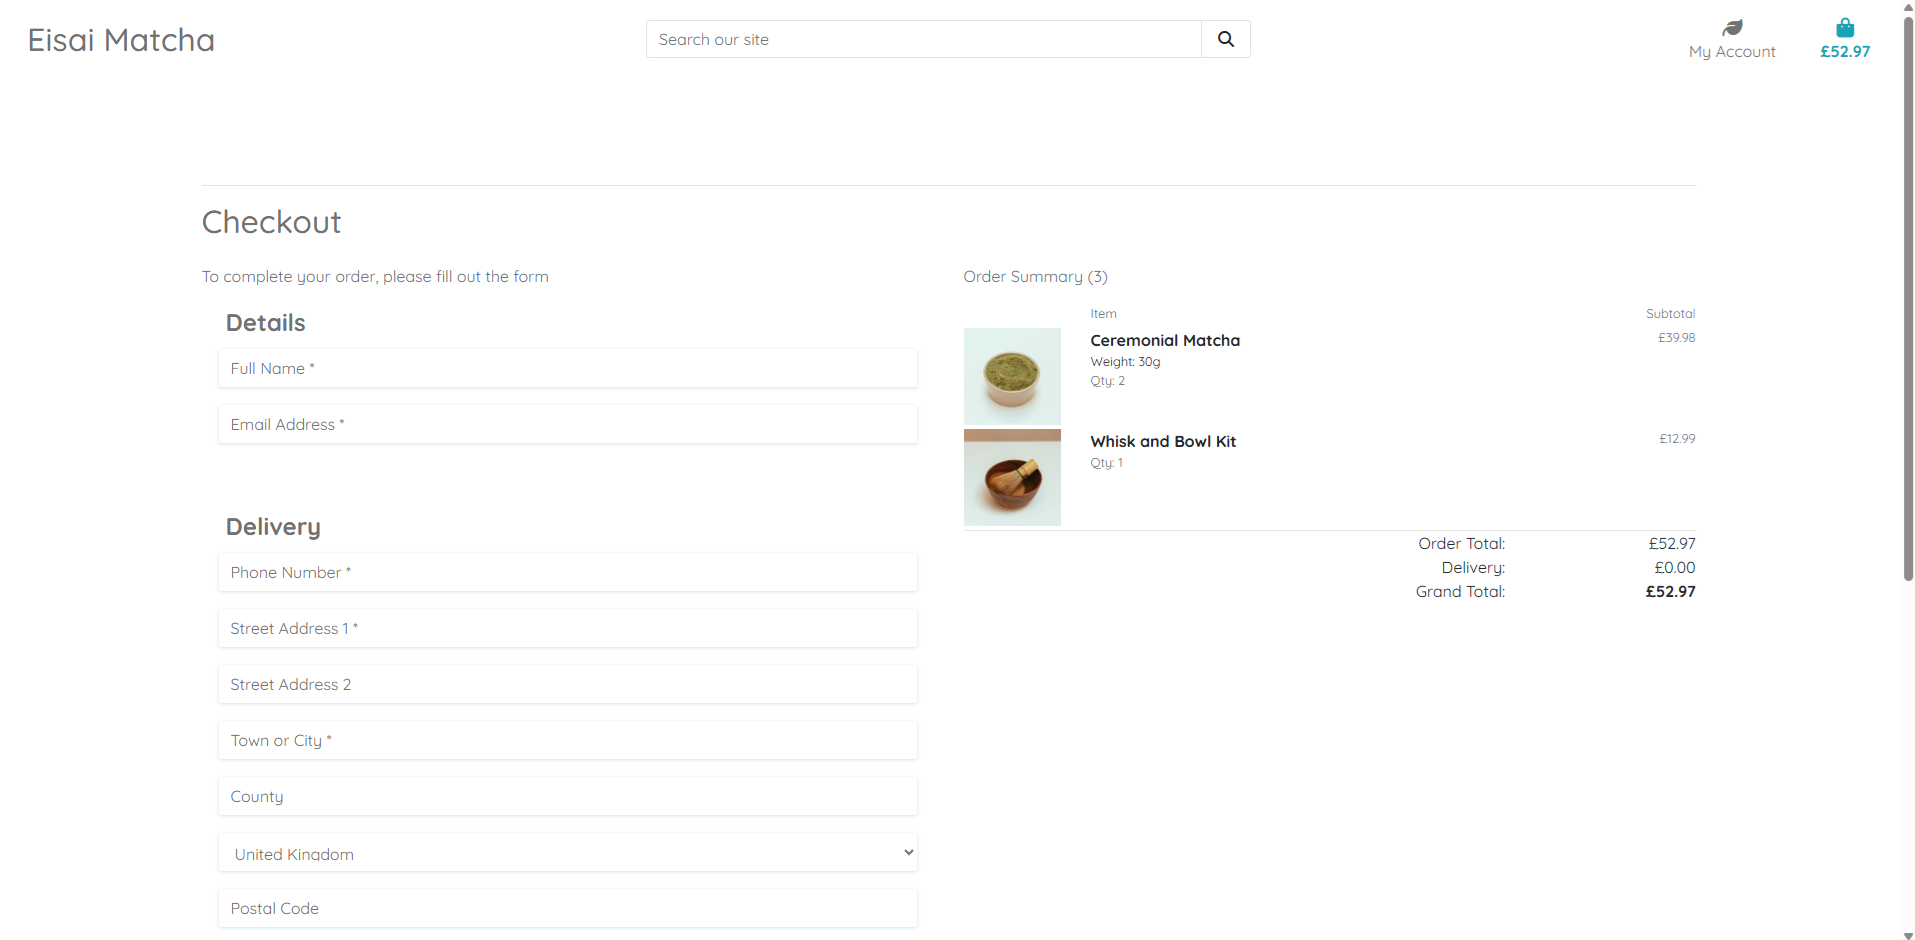 Eisai Matcha
Search our site
My Account
£52.97
Checkout
To complete your order, please fill out the form
Details
Full Name *
Email Address *
Delivery
Phone Number *
Street Address 1 *
Street Address 2
Town or City *
County
United Kingdom
Postal Code
Order Summary (3)
Item Subtotal
Ceremonial Matcha £39.98
Weight: 30g
Qty: 2
Whisk and Bowl Kit £12.99
Qty: 1
Order Total: £52.97
Delivery: £0.00
Grand Total: £52.97